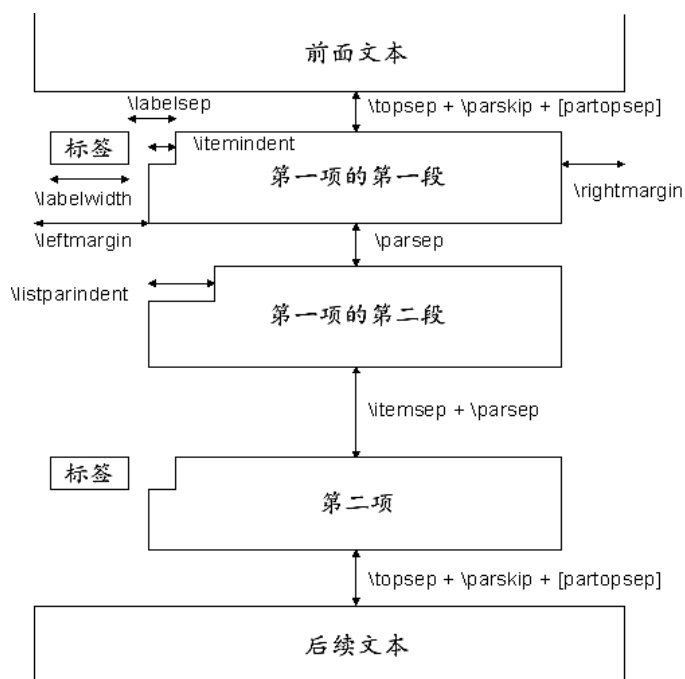 前面文本
\labelsep
\topsep + \parskip + [partopsep]
标签
\itemindent
第一项的第一段
\rightmargin
\labelwidth
\leftmargin
\parsep
\listparindent
第一项的第二段
\itemsep + \parsep
标签
第二项
\topsep + \parskip + [partopsep]
后续文本